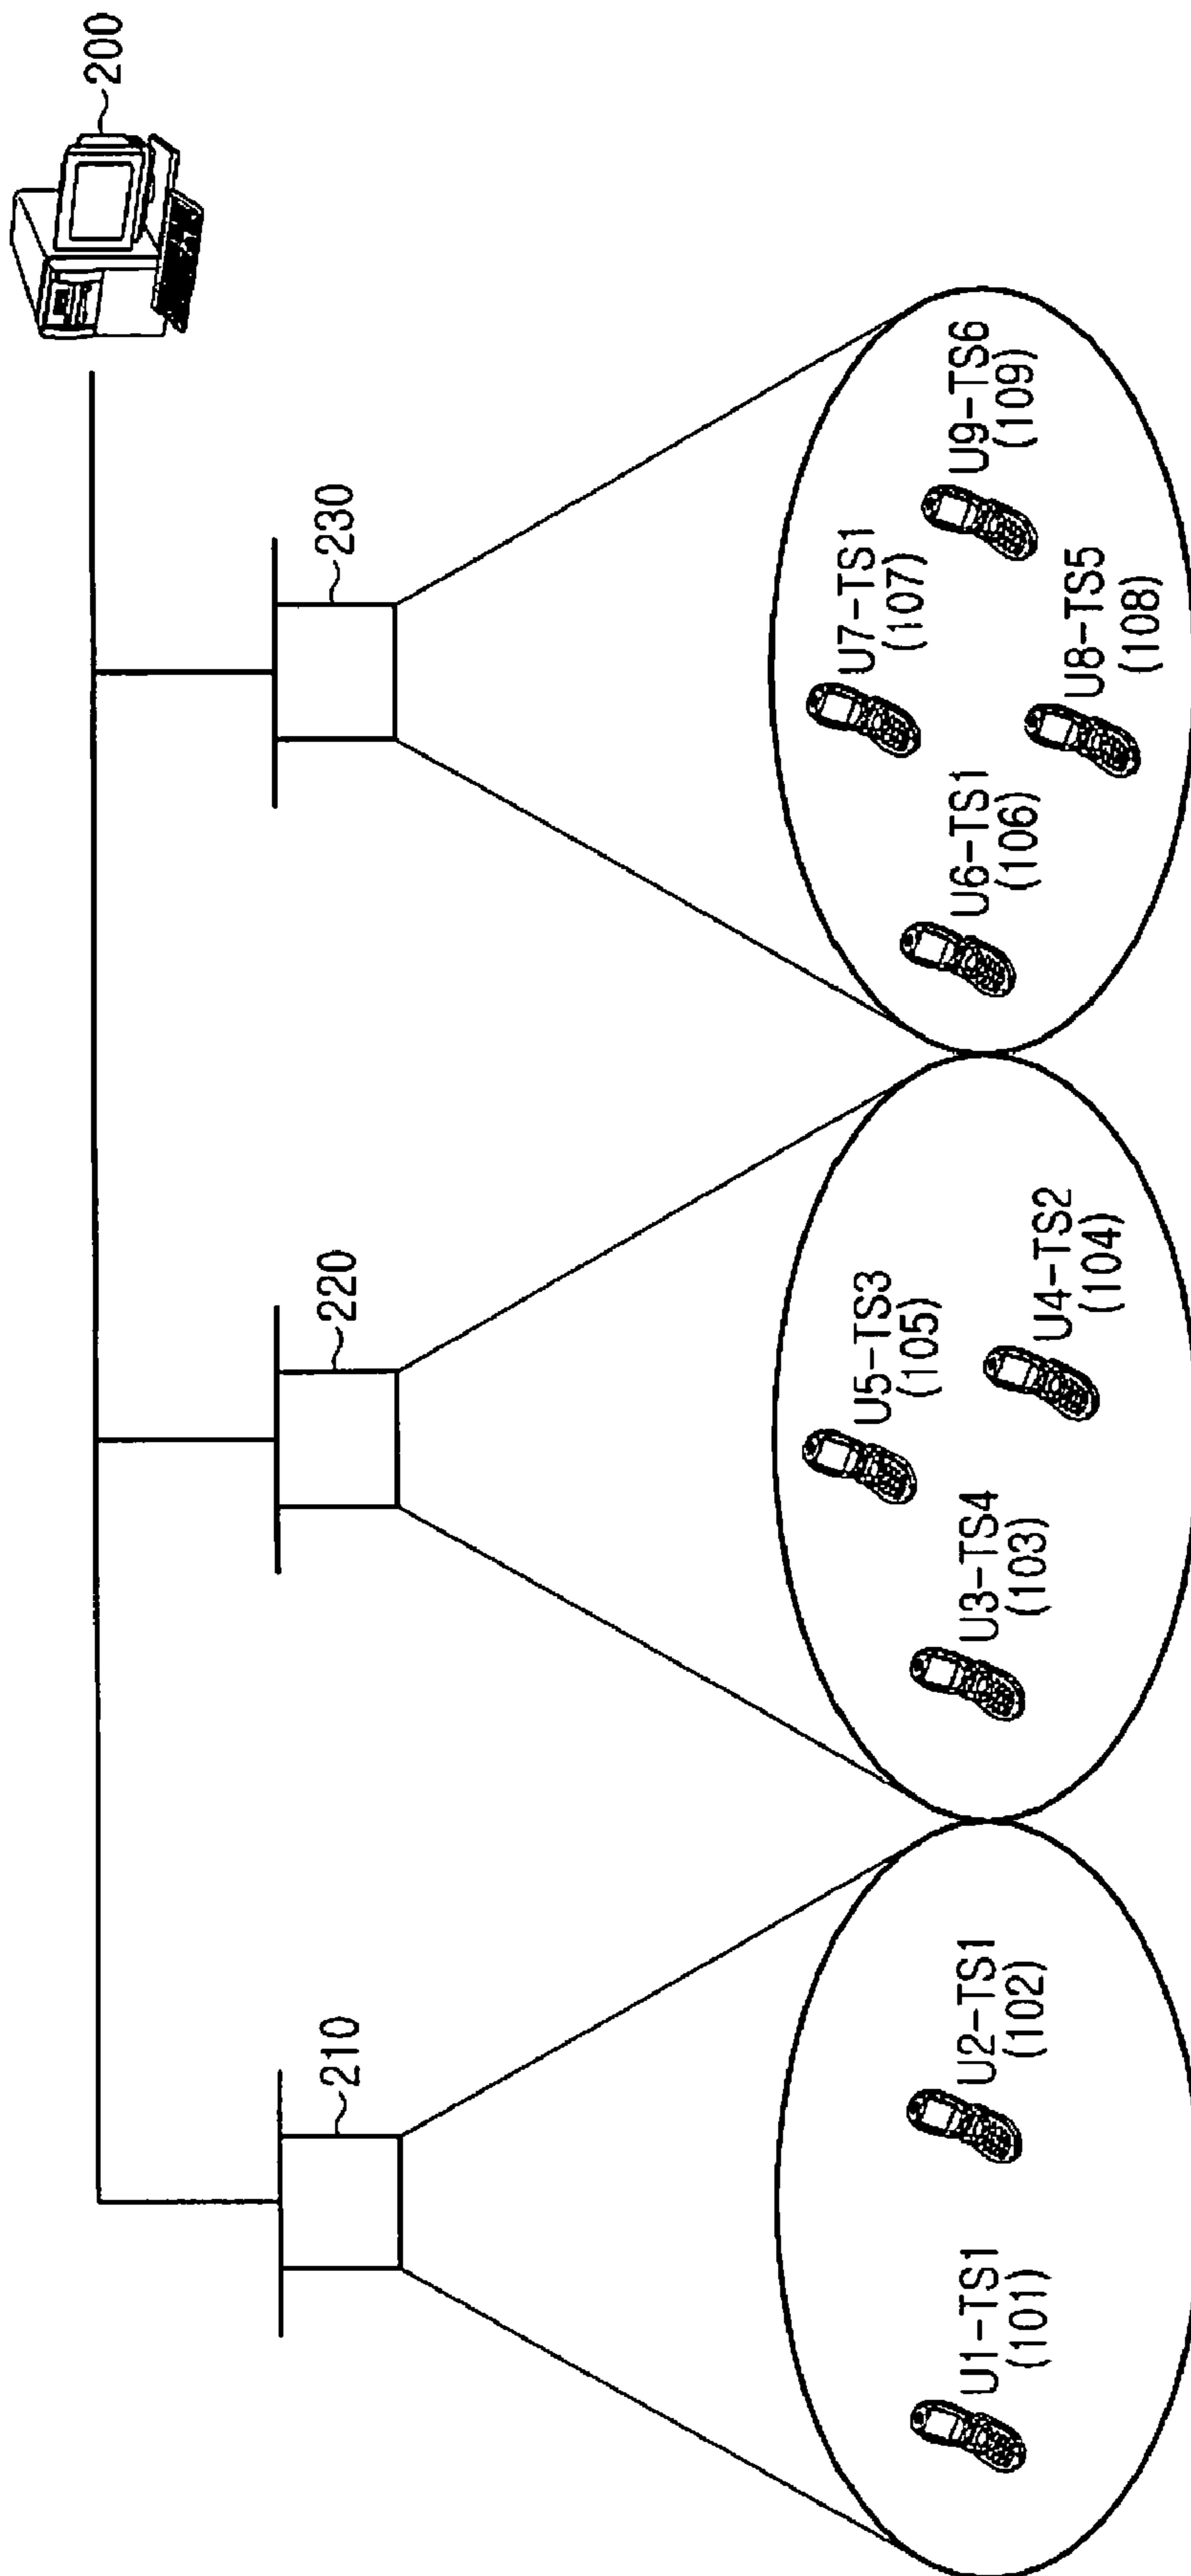 200
210
220
230
U1-TS1
(101)
U2-TS1
(102)
U3-TS4
(103)
U5-TS3
(105)
U4-TS2
(104)
U6-TS1
(106)
U7-TS1
(107)
U8-TS5
(108)
U9-TS6
(109)